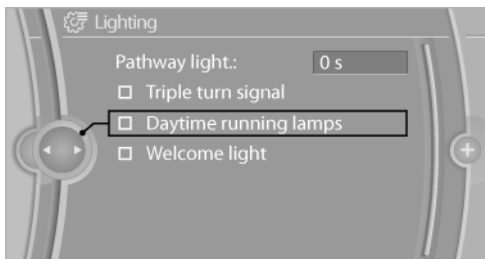 Lighting
Pathway light.: 0 s
Triple turn signal
Daytime running lamps
Welcome light